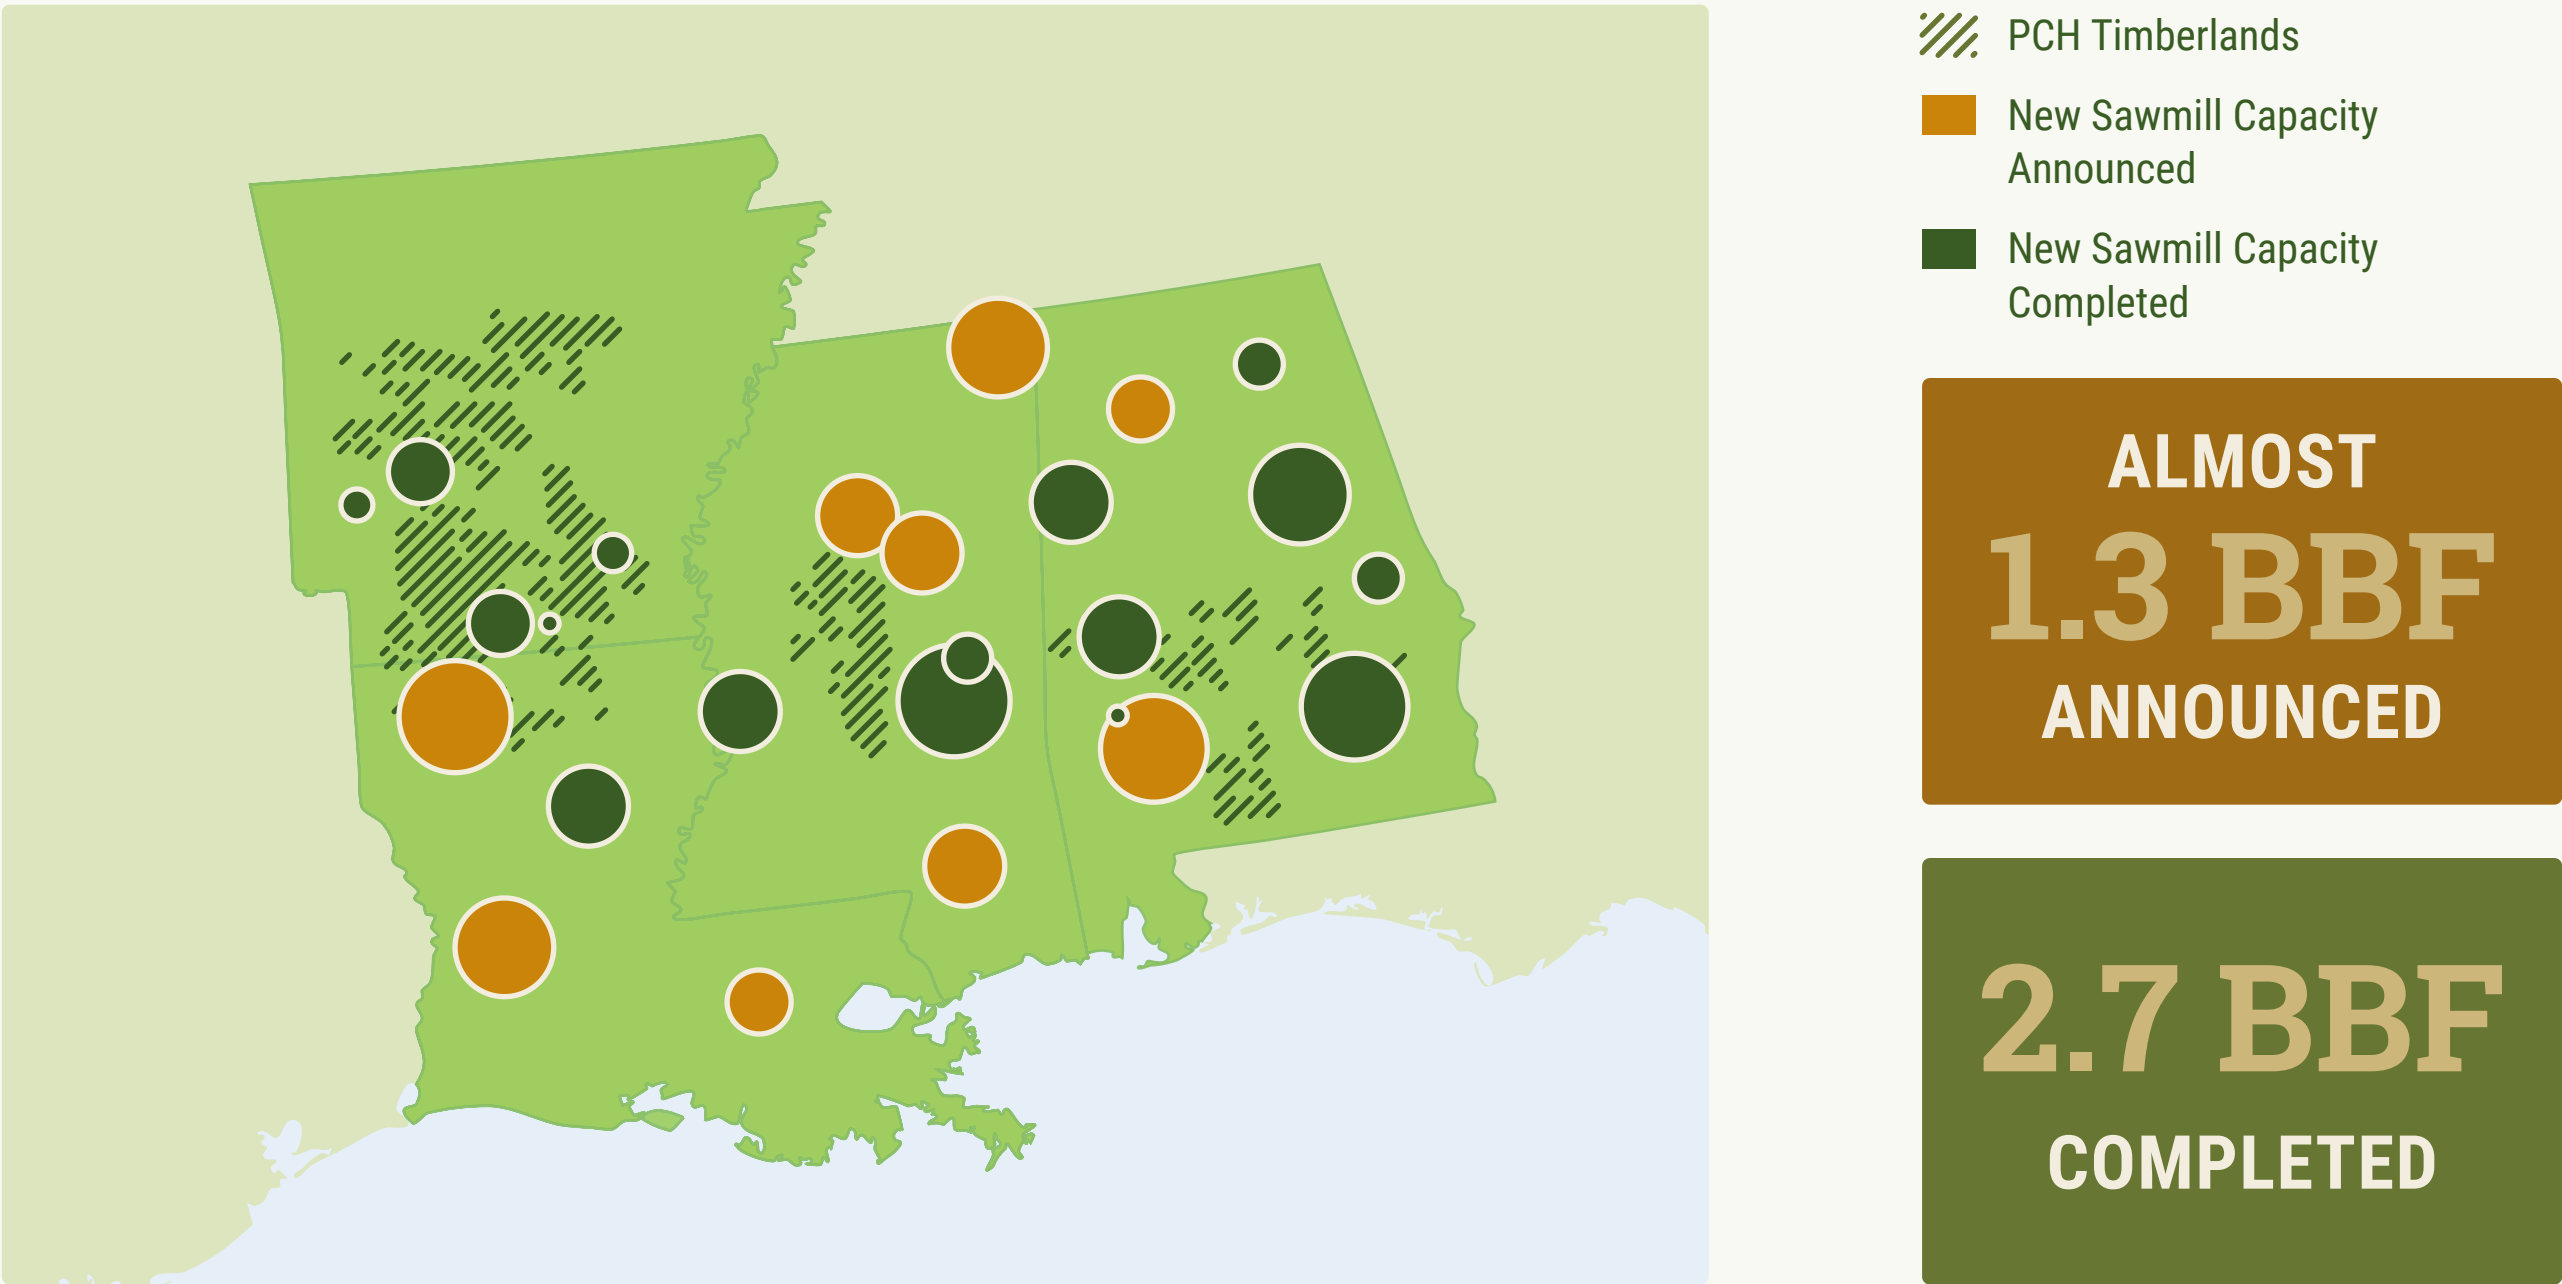 PCH Timberlands
New Sawmill Capacity
Announced
New Sawmill Capacity
Completed
ALMOST
1.3 BBF
ANNOUNCED
2.7 BBF
COMPLETED